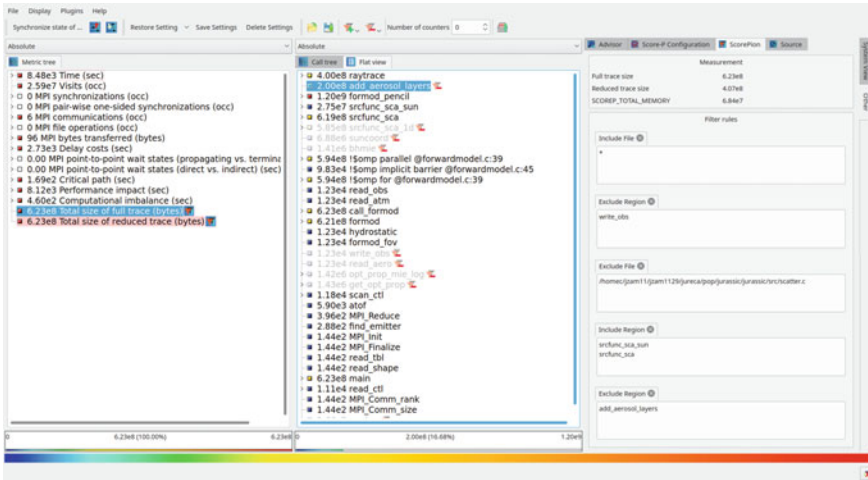 File Display Plugins Help
Synchronize state of ... Restore Setting Save Settings Delete Settings Number of counters 0
Absolute
Metric tree
8.48e3 Time (sec)
2.59e7 Visits (occ)
0 MPI synchronizations (occ)
0 MPI pair-wise one-sided synchronizations (occ)
6 MPI communications (occ)
0 MPI file operations (occ)
96 MPI bytes transferred (bytes)
2.73e3 Delay costs (sec)
0.00 MPI point-to-point wait states (propagating vs. termina
0.00 MPI point-to-point wait states (direct vs. indirect) (sec)
1.69e2 Critical path (sec)
8.12e3 Performance impact (sec)
4.60e2 Computational imbalance (sec)
6.23e8 Total size of full trace (bytes)
6.23e8 Total size of reduced trace (bytes)
0 6.23e8 (100.00%) 6.23e8
Absolute
Call tree Flat view
4.00e8 raytrace
2.00e8 add_aerosol_layers
1.20e9 formod_pencil
2.75e7 srcfunc_sca_sun
6.19e8 srcfunc_sca
5.85e8 srcfunc_sca_1d
6.88e6 suncoord
1.41e6 bhmie
5.94e8 !$omp parallel @forwardmodel.c:39
9.83e4 !$omp implicit barrier @forwardmodel.c:45
5.94e8 !$omp for @forwardmodel.c:39
1.23e4 read_obs
1.23e4 read_atm
6.23e8 call_formod
6.21e8 formod
1.23e4 hydrostatic
1.23e4 formod_fov
1.23e4 write_obs
1.23e4 read_aero
1.42e6 opt_prop_mie_log
1.43e6 get_opt_prop
1.18e4 scan_ctl
5.90e3 atof
3.96e2 MPI_Reduce
2.88e2 find_emitter
1.44e2 MPI_Init
1.44e2 MPI_Finalize
1.44e2 read_tbl
1.44e2 read_shape
6.23e8 main
1.11e4 read_ctl
1.44e2 MPI_Comm_rank
1.44e2 MPI_Comm_size
0 2.00e8 (16.68%) 1.20e9
Advisor Score-P Configuration ScorePion Source
Measurement
Full trace size 6.23e8
Reduced trace size 4.07e8
SCOREP_TOTAL_MEMORY 6.84e7
Filter rules
Include File
*
Exclude Region
write_obs
Exclude File
/homec/jzam11/jzam1129/jureca/pop/jurassic/jurassic/src/scatter.c
Include Region
srcfunc_sca_sun
srcfunc_sca
Exclude Region
add_aerosol_layers
System View
Other